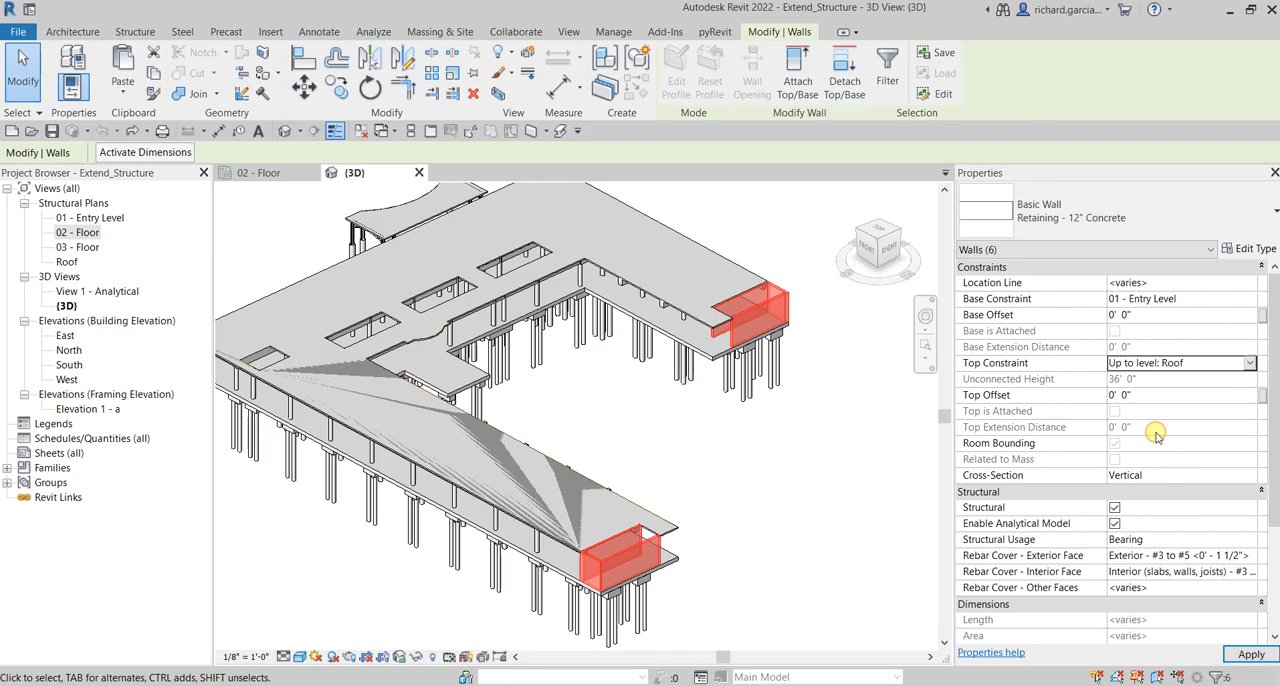 Autodesk Revit 2022 - Extend_Structure - 3D View: {3D}
richard.garcia...
File Architecture Structure Steel Precast Insert Annotate Analyze Massing & Site Collaborate View Manage Add-Ins pyRevit Modify | Walls
Modify
Paste
Notch
Cut
Join
Edit Profile
Reset Profile
Wall Opening
Attach Top/Base
Detach Top/Base
Filter
Save
Load
Edit
Select Properties Clipboard Geometry Modify View Measure Create Mode Modify Wall Selection
Modify | Walls Activate Dimensions
Project Browser - Extend_Structure
Views (all)
Structural Plans
01 - Entry Level
02 - Floor
03 - Floor
Roof
3D Views
View 1 - Analytical
{3D}
Elevations (Building Elevation)
East
North
South
West
Elevations (Framing Elevation)
Elevation 1 - a
Legends
Schedules/Quantities (all)
Sheets (all)
Families
Groups
Revit Links
02 - Floor {3D}
TOP
FRONT
RIGHT
Properties
Basic Wall
Retaining - 12" Concrete
Walls (6) Edit Type
Constraints
Location Line <varies>
Base Constraint 01 - Entry Level
Base Offset 0' 0"
Base is Attached
Base Extension Distance 0' 0"
Top Constraint Up to level: Roof
Unconnected Height 36' 0"
Top Offset 0' 0"
Top is Attached
Top Extension Distance 0' 0"
Room Bounding
Related to Mass
Cross-Section Vertical
Structural
Structural
Enable Analytical Model
Structural Usage Bearing
Rebar Cover - Exterior Face Exterior - #3 to #5 <0' - 1 1/2">
Rebar Cover - Interior Face Interior (slabs, walls, joists) - #3 ...
Rebar Cover - Other Faces <varies>
Dimensions
Length <varies>
Area <varies>
Properties help Apply
1/8" = 1'-0"
Click to select, TAB for alternates, CTRL adds, SHIFT unselects.
:0
Main Model
:6